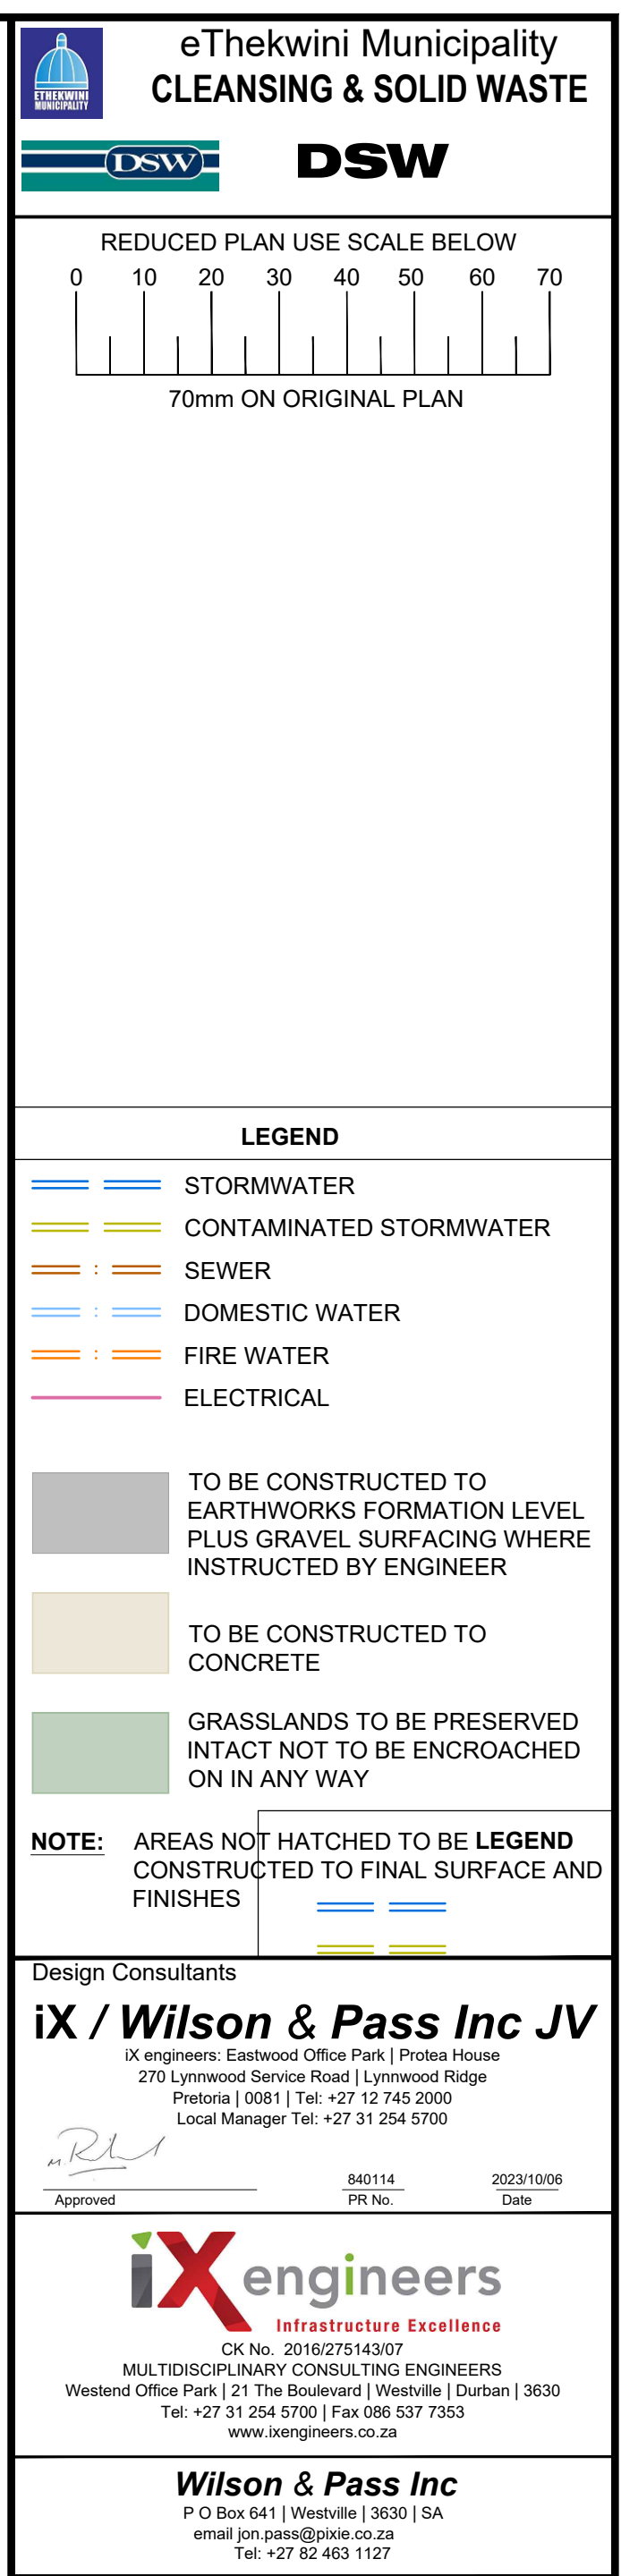 eThekwini Municipality
CLEANSING & SOLID WASTE
ETHEKWINI
MUNICIPALITY
DSW
DSW
REDUCED PLAN USE SCALE BELOW
0 10 20 30 40 50 60 70
70mm ON ORIGINAL PLAN
LEGEND
STORMWATER
CONTAMINATED STORMWATER
SEWER
DOMESTIC WATER
FIRE WATER
ELECTRICAL
TO BE CONSTRUCTED TO
EARTHWORKS FORMATION LEVEL
PLUS GRAVEL SURFACING WHERE
INSTRUCTED BY ENGINEER
TO BE CONSTRUCTED TO
CONCRETE
GRASSLANDS TO BE PRESERVED
INTACT NOT TO BE ENCROACHED
ON IN ANY WAY
NOTE: AREAS NOT HATCHED TO BE LEGEND
CONSTRUCTED TO FINAL SURFACE AND
FINISHES
Design Consultants
iX / Wilson & Pass Inc JV
iX engineers: Eastwood Office Park | Protea House
270 Lynnwood Service Road | Lynnwood Ridge
Pretoria | 0081 | Tel: +27 12 745 2000
Local Manager Tel: +27 31 254 5700
840114 2023/10/06
Approved PR No. Date
iX engineers
Infrastructure Excellence
CK No. 2016/275143/07
MULTIDISCIPLINARY CONSULTING ENGINEERS
Westend Office Park | 21 The Boulevard | Westville | Durban | 3630
Tel: +27 31 254 5700 | Fax 086 537 7353
www.ixengineers.co.za
Wilson & Pass Inc
P O Box 641 | Westville | 3630 | SA
email jon.pass@pixie.co.za
Tel: +27 82 463 1127